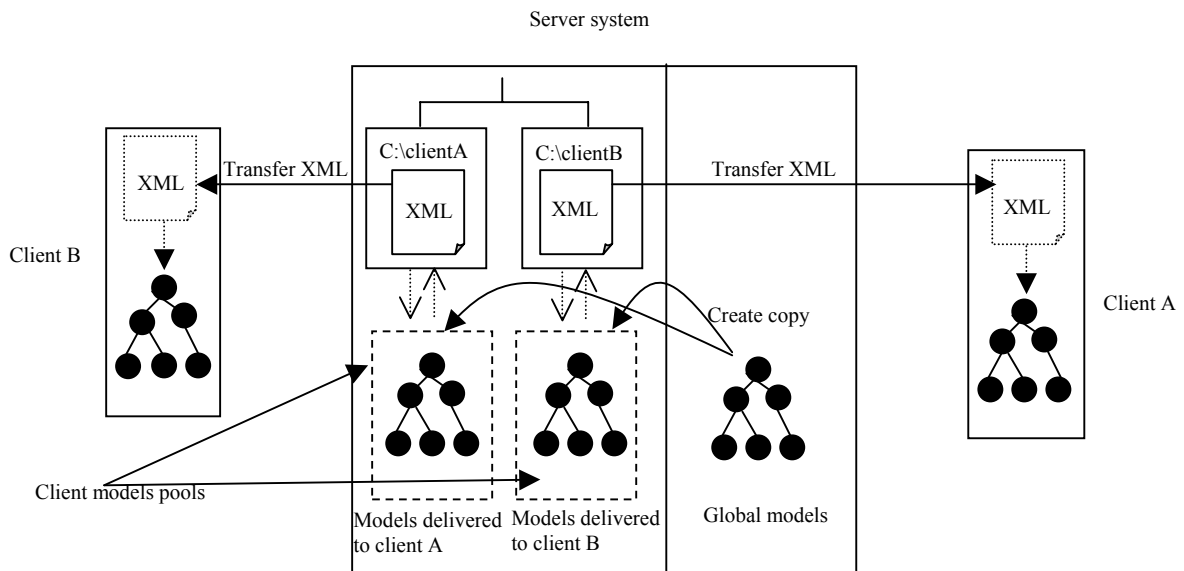 Server system
C:\clientA
C:\clientB
Transfer XML
Transfer XML
XML
XML
XML
XML
Client B
Client A
Create copy
Client models pools
Models delivered
to client A
Models delivered
to client B
Global models